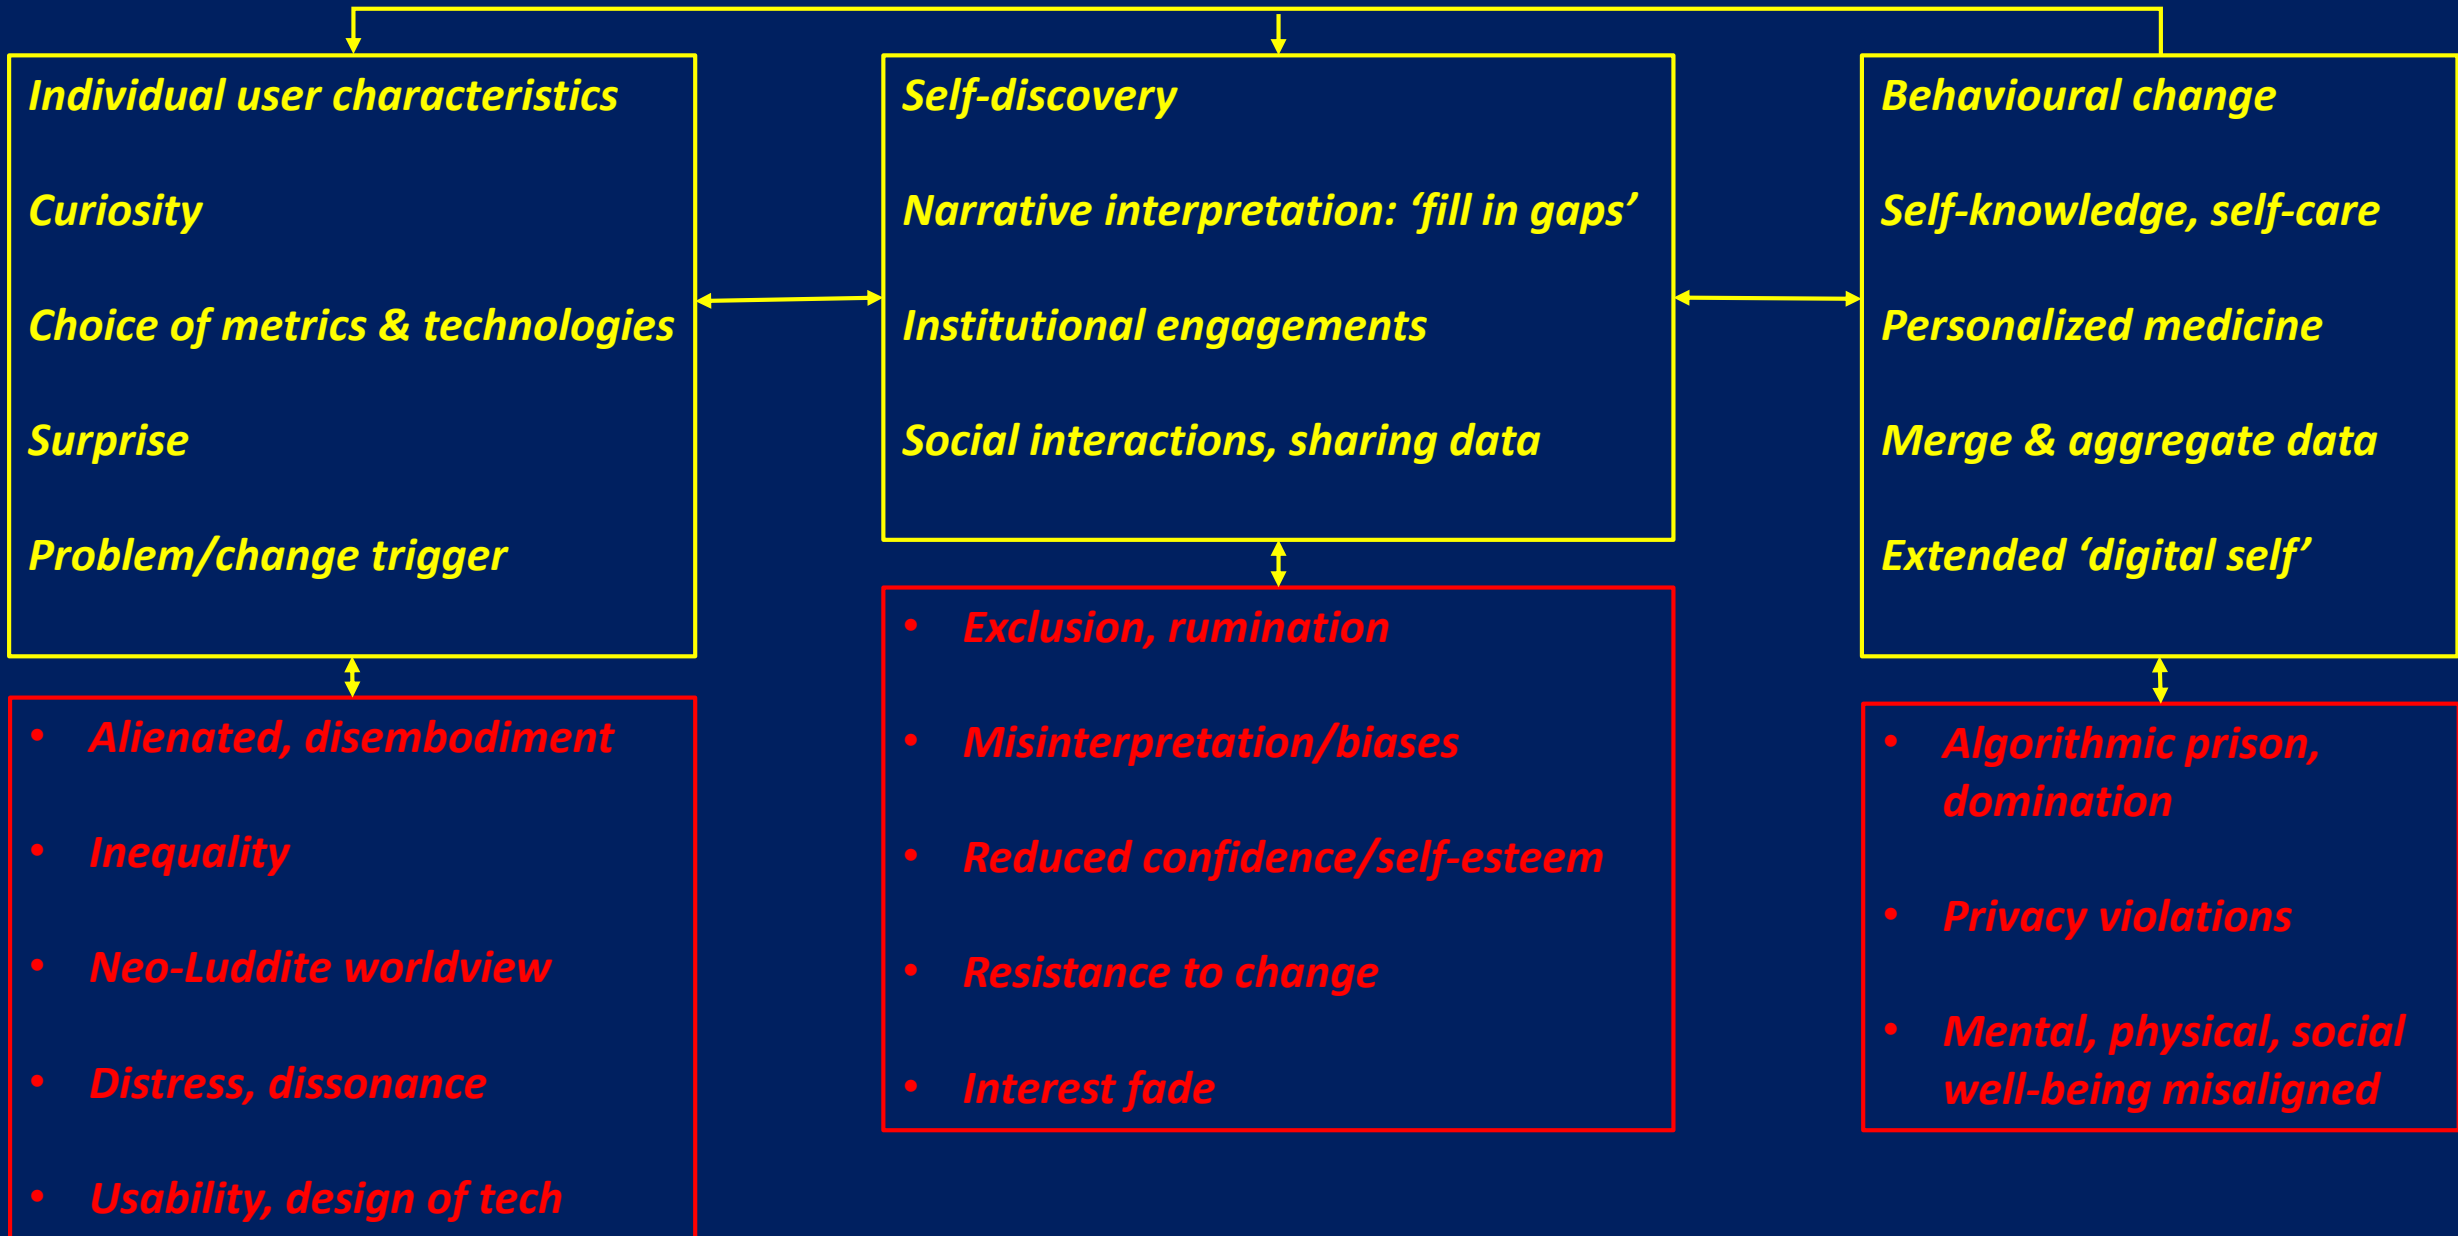 Individual user characteristics
Curiosity
Choice of metrics & technologies
Surprise
Problem/change trigger
• Alienated, disembodiment
• Inequality
• Neo-Luddite worldview
• Distress, dissonance
• Usability, design of tech
Self-discovery
Narrative interpretation: ‘fill in gaps’
Institutional engagements
Social interactions, sharing data
• Exclusion, rumination
• Misinterpretation/biases
• Reduced confidence/self-esteem
• Resistance to change
• Interest fade
Behavioural change
Self-knowledge, self-care
Personalized medicine
Merge & aggregate data
Extended ‘digital self’
• Algorithmic prison,
domination
• Privacy violations
• Mental, physical, social
well-being misaligned